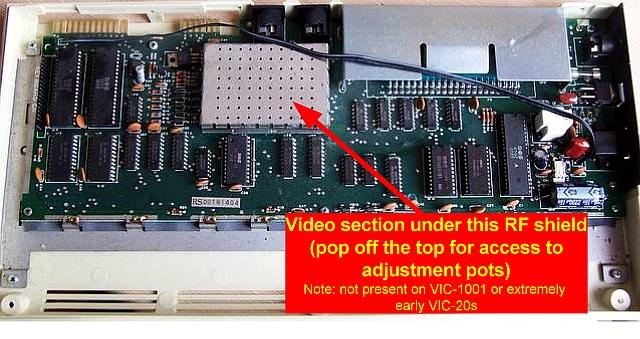 RS00781404
Video section under this RF shield
(pop off the top for access to
adjustment pots)
Note: not present on VIC-1001 or extremely
early VIC-20s